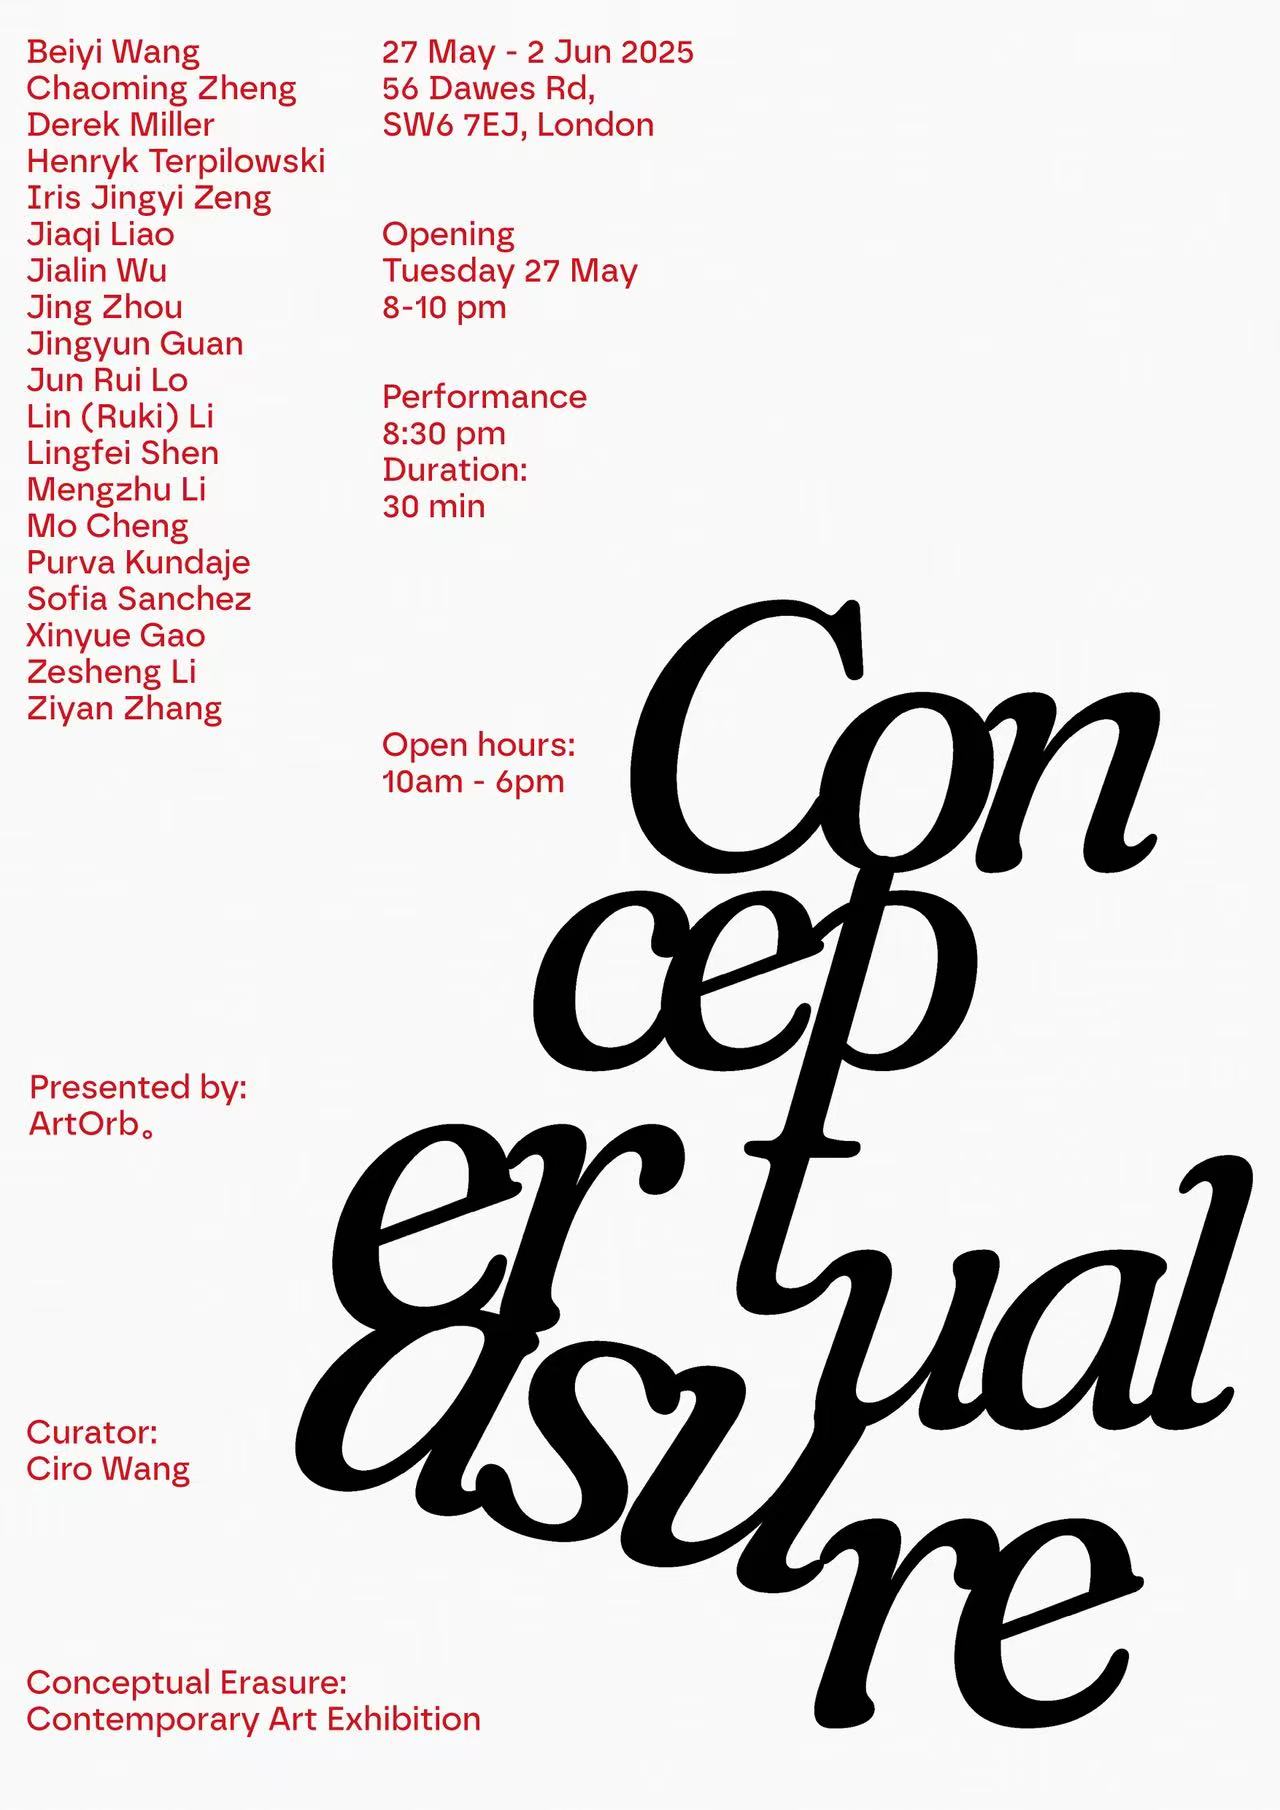 Beiyi Wang
Chaoming Zheng
Derek Miller
Henryk Terpilowski
Iris Jingyi Zeng
Jiaqi Liao
Jialin Wu
Jing Zhou
Jingyun Guan
Jun Rui Lo
Lin (Ruki) Li
Lingfei Shen
Mengzhu Li
Mo Cheng
Purva Kundaje
Sofia Sanchez
Xinyue Gao
Zesheng Li
Ziyan Zhang
27 May - 2 Jun 2025
56 Dawes Rd,
SW6 7EJ, London
Opening
Tuesday 27 May
8-10 pm
Performance
8:30 pm
Duration:
30 min
Open hours:
10am - 6pm
Con
cep
tual
er
asu
re
Presented by:
ArtOrb。
Curator:
Ciro Wang
Conceptual Erasure:
Contemporary Art Exhibition